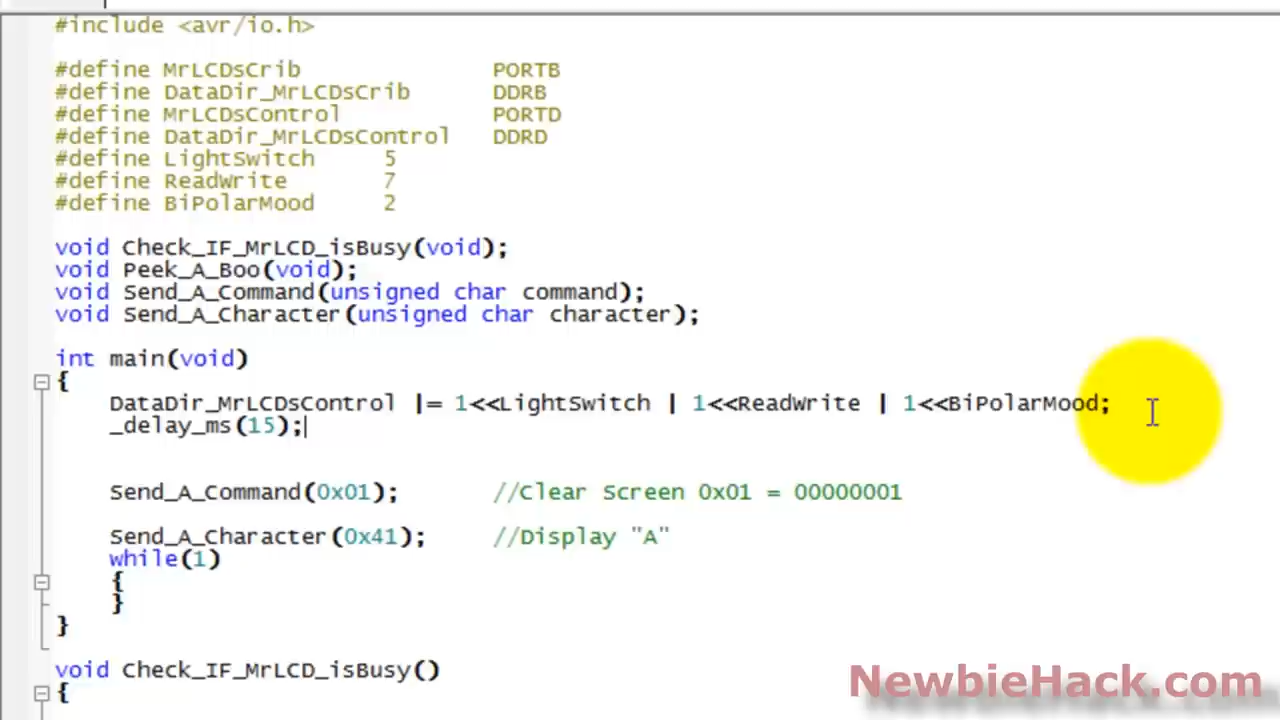 #include <avr/io.h>
#define MrLCDsCrib PORTB
#define DataDir_MrLCDsCrib DDRB
#define MrLCDsControl PORTD
#define DataDir_MrLCDsControl DDRD
#define LightSwitch 5
#define ReadWrite 7
#define BiPolarMood 2
void Check_IF_MrLCD_isBusy(void);
void Peek_A_Boo(void);
void Send_A_Command(unsigned char command);
void Send_A_Character(unsigned char character);
int main(void)
{
DataDir_MrLCDsControl |= 1<<LightSwitch | 1<<ReadWrite | 1<<BiPolarMood;
_delay_ms(15);
Send_A_Command(0x01); //Clear Screen 0x01 = 00000001
Send_A_Character(0x41); //Display "A"
while(1)
{
}
}
void Check_IF_MrLCD_isBusy()
{
NewbieHack.com